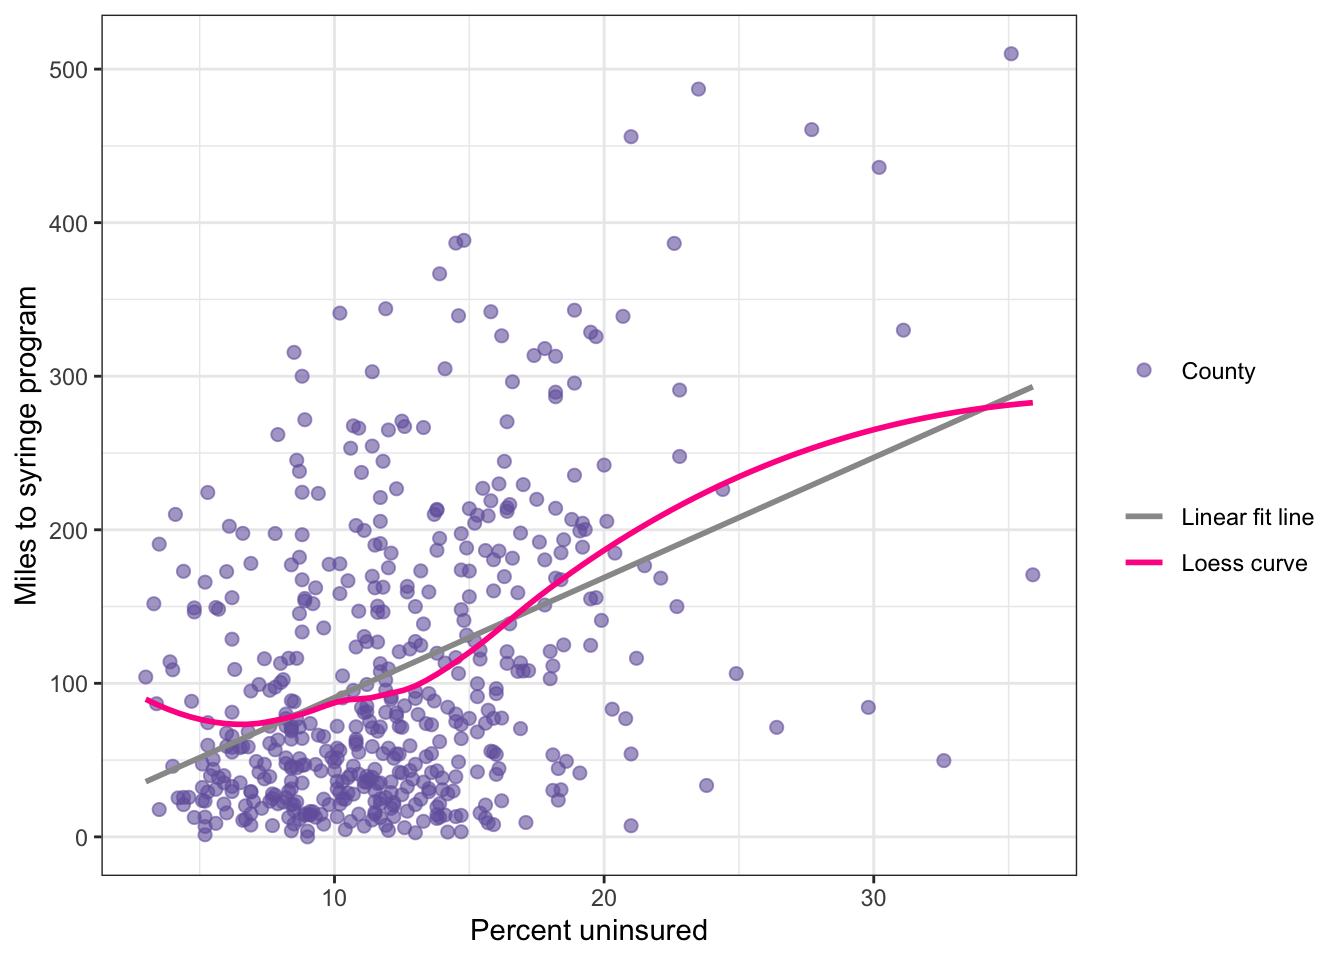 Miles to syringe program
500
400
300
200
100
0
10 20 30
Percent uninsured
County
Linear fit line
Loess curve